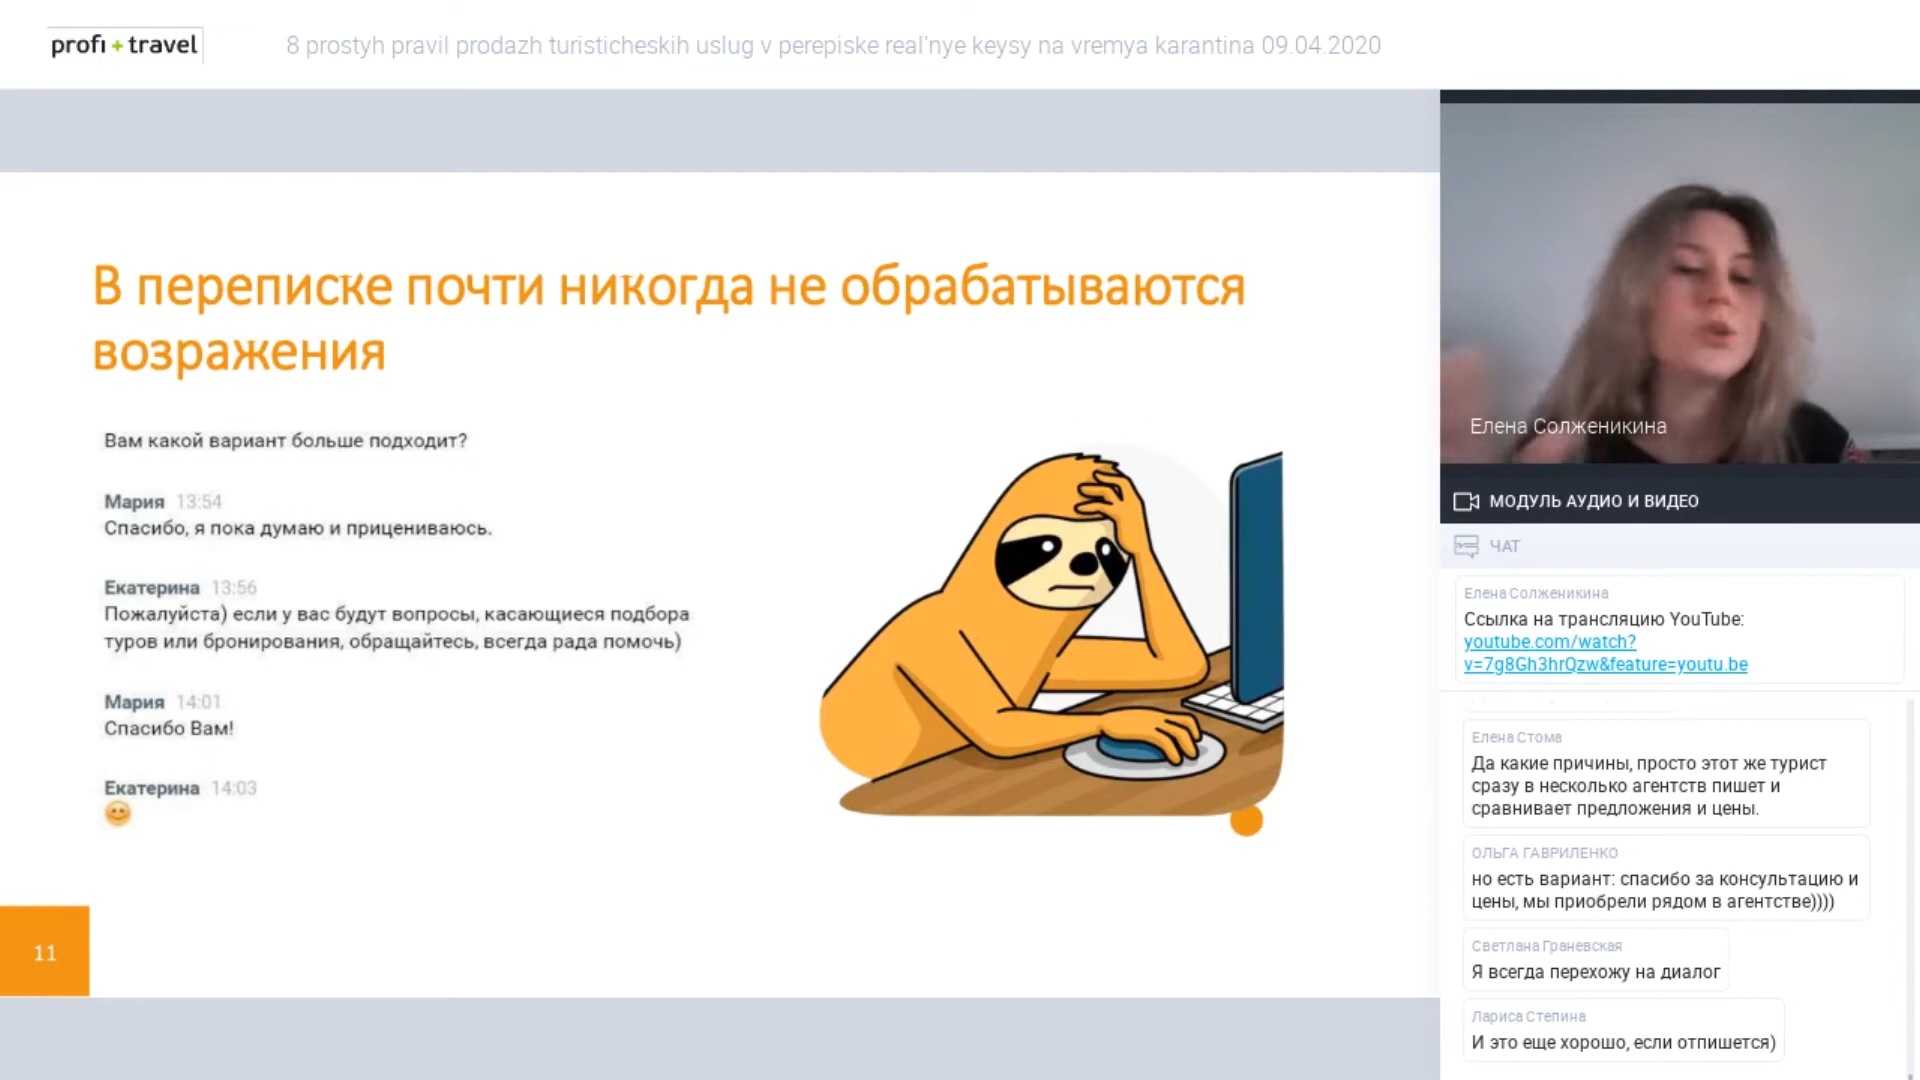 profi + travel
8 prostyh pravil prodazh turisticheskih uslug v perepiske real'nye keysy na vremya karantina 09.04.2020
В переписке почти никогда не обрабатываются
возражения
Вам какой вариант больше подходит?
Мария 13:54
Спасибо, я пока думаю и прицениваюсь.
Екатерина 13:56
Пожалуйста) если у вас будут вопросы, касающиеся подбора
туров или бронирования, обращайтесь, всегда рада помочь)
Мария 14:01
Спасибо Вам!
Екатерина 14:03
11
Елена Солженикина
МОДУЛЬ АУДИО И ВИДЕО
ЧАТ
Елена Солженикина
Ссылка на трансляцию YouTube:
youtube.com/watch?
v=7g8Gh3hrQzw&feature=youtu.be
Елена Стома
Да какие причины, просто этот же турист
сразу в несколько агентств пишет и
сравнивает предложения и цены.
ОЛЬГА ГАВРИЛЕНКО
но есть вариант: спасибо за консультацию и
цены, мы приобрели рядом в агентстве))))
Светлана Граневская
Я всегда перехожу на диалог
Лариса Степина
И это еще хорошо, если отпишется)